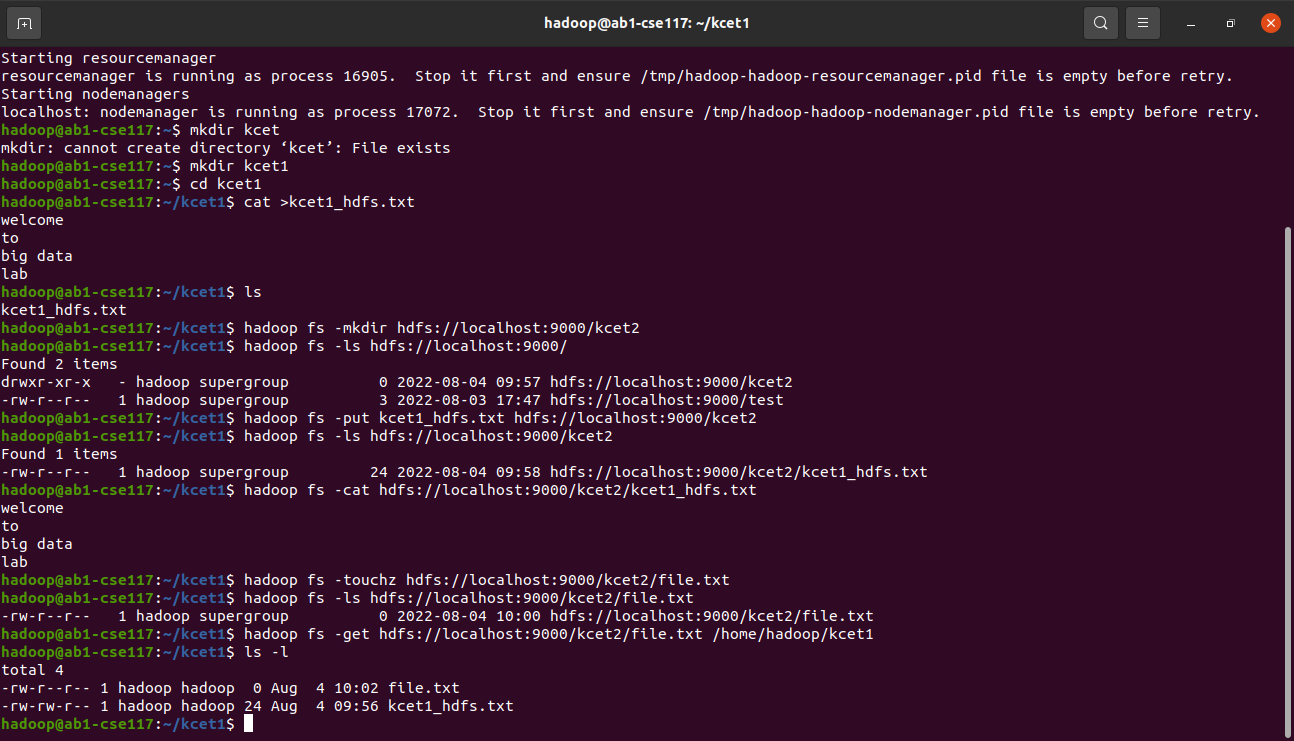 hadoop@ab1-cse117: ~/kcet1
Starting resourcemanager
resourcemanager is running as process 16905.  Stop it first and ensure /tmp/hadoop-hadoop-resourcemanager.pid file is empty before retry.
Starting nodemanagers
localhost: nodemanager is running as process 17072.  Stop it first and ensure /tmp/hadoop-hadoop-nodemanager.pid file is empty before retry.
hadoop@ab1-cse117:~$ mkdir kcet
mkdir: cannot create directory ‘kcet’: File exists
hadoop@ab1-cse117:~$ mkdir kcet1
hadoop@ab1-cse117:~$ cd kcet1
hadoop@ab1-cse117:~/kcet1$ cat >kcet1_hdfs.txt
welcome
to
big data
lab
hadoop@ab1-cse117:~/kcet1$ ls
kcet1_hdfs.txt
hadoop@ab1-cse117:~/kcet1$ hadoop fs -mkdir hdfs://localhost:9000/kcet2
hadoop@ab1-cse117:~/kcet1$ hadoop fs -ls hdfs://localhost:9000/
Found 2 items
drwxr-xr-x   - hadoop supergroup          0 2022-08-04 09:57 hdfs://localhost:9000/kcet2
-rw-r--r--   1 hadoop supergroup          3 2022-08-03 17:47 hdfs://localhost:9000/test
hadoop@ab1-cse117:~/kcet1$ hadoop fs -put kcet1_hdfs.txt hdfs://localhost:9000/kcet2
hadoop@ab1-cse117:~/kcet1$ hadoop fs -ls hdfs://localhost:9000/kcet2
Found 1 items
-rw-r--r--   1 hadoop supergroup         24 2022-08-04 09:58 hdfs://localhost:9000/kcet2/kcet1_hdfs.txt
hadoop@ab1-cse117:~/kcet1$ hadoop fs -cat hdfs://localhost:9000/kcet2/kcet1_hdfs.txt
welcome
to
big data
lab
hadoop@ab1-cse117:~/kcet1$ hadoop fs -touchz hdfs://localhost:9000/kcet2/file.txt
hadoop@ab1-cse117:~/kcet1$ hadoop fs -ls hdfs://localhost:9000/kcet2/file.txt
-rw-r--r--   1 hadoop supergroup          0 2022-08-04 10:00 hdfs://localhost:9000/kcet2/file.txt
hadoop@ab1-cse117:~/kcet1$ hadoop fs -get hdfs://localhost:9000/kcet2/file.txt /home/hadoop/kcet1
hadoop@ab1-cse117:~/kcet1$ ls -l
total 4
-rw-r--r-- 1 hadoop hadoop  0 Aug  4 10:02 file.txt
-rw-rw-r-- 1 hadoop hadoop 24 Aug  4 09:56 kcet1_hdfs.txt
hadoop@ab1-cse117:~/kcet1$